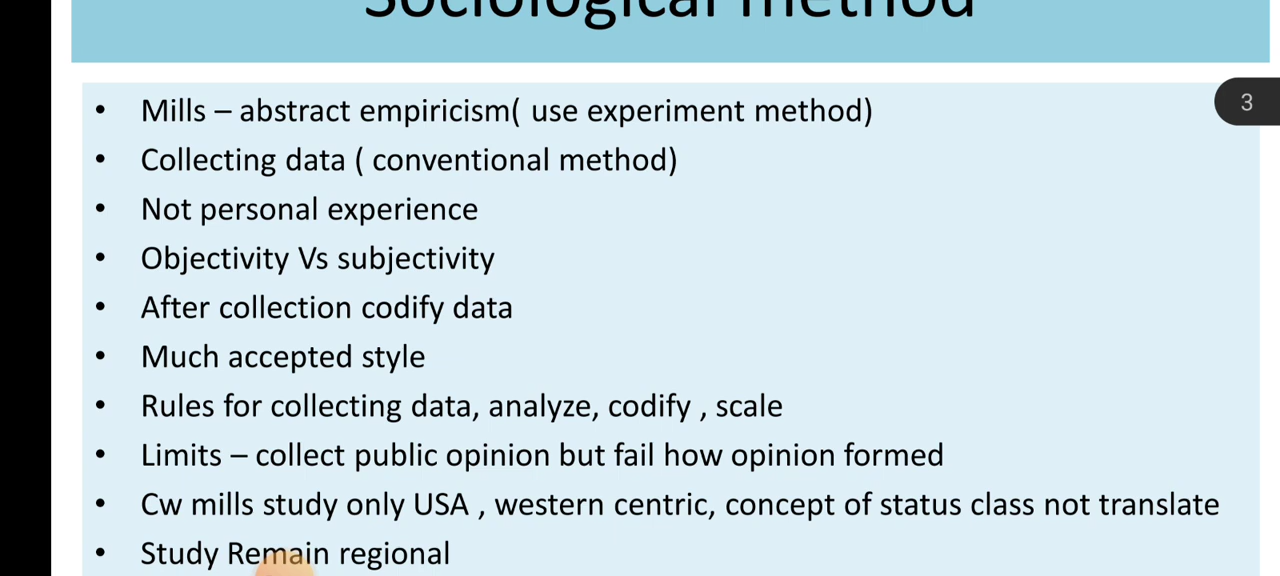 Sociological method
3
• Mills – abstract empiricism( use experiment method)
• Collecting data ( conventional method)
• Not personal experience
• Objectivity Vs subjectivity
• After collection codify data
• Much accepted style
• Rules for collecting data, analyze, codify , scale
• Limits – collect public opinion but fail how opinion formed
• Cw mills study only USA , western centric, concept of status class not translate
• Study Remain regional